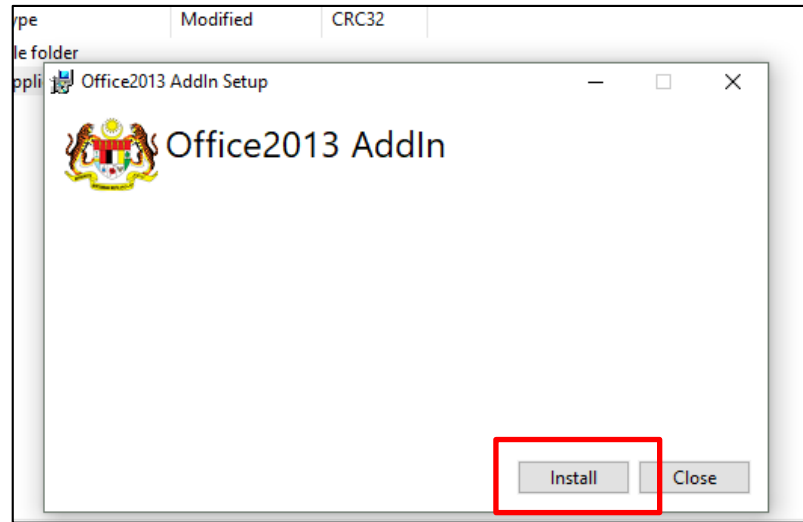 ype Modified CRC32
le folder
ppli
Office2013 AddIn Setup
Office2013 AddIn
Install Close